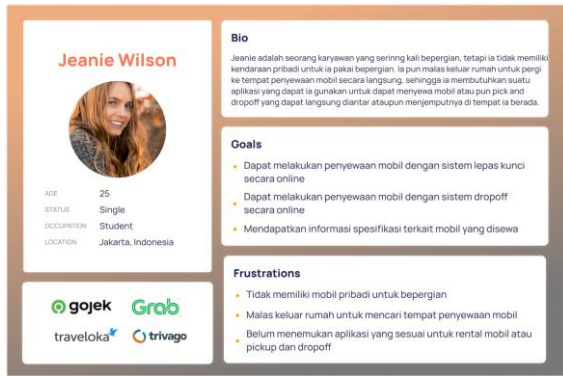 Jeanie Wilson
AGE 25
STATUS Single
OCCUPATION Student
LOCATION Jakarta, Indonesia
gojek Grab
traveloka trivago
Bio
Jeanie adalah seorang karyawan yang serinng kali bepergian, tetapi ia tidak memiliki
kendaraan pribadi untuk ia pakai bepergian. Ia pun malas keluar rumah untuk pergi
ke tempat penyewaan mobil secara langsung, sehingga ia membutuhkan suatu
aplikasi yang dapat ia gunakan untuk dapat menyewa mobil atau pun pick and
dropoff yang dapat langsung diantar ataupun menjemputnya di tempat ia berada.
Goals
Dapat melakukan penyewaan mobil dengan sistem lepas kunci
secara online
Dapat melakukan penyewaan mobil dengan sistem dropoff
secara online
Mendapatkan informasi spesifikasi terkait mobil yang disewa
Frustrations
Tidak memiliki mobil pribadi untuk bepergian
Malas keluar rumah untuk mencari tempat penyewaan mobil
Belum menemukan aplikasi yang sesuai untuk rental mobil atau
pickup dan dropoff